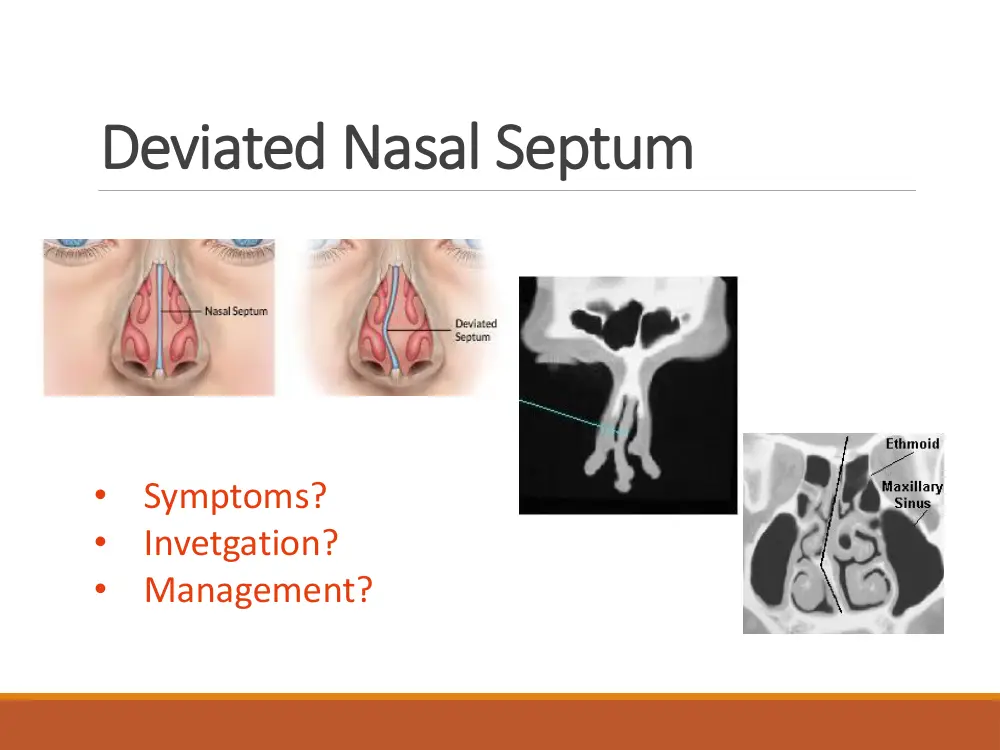 Deviated Nasal Septum
Nasal Septum
Deviated
Septum
Ethmoid
Maxillary
Sinus
• Symptoms?
• Invetgation?
• Management?